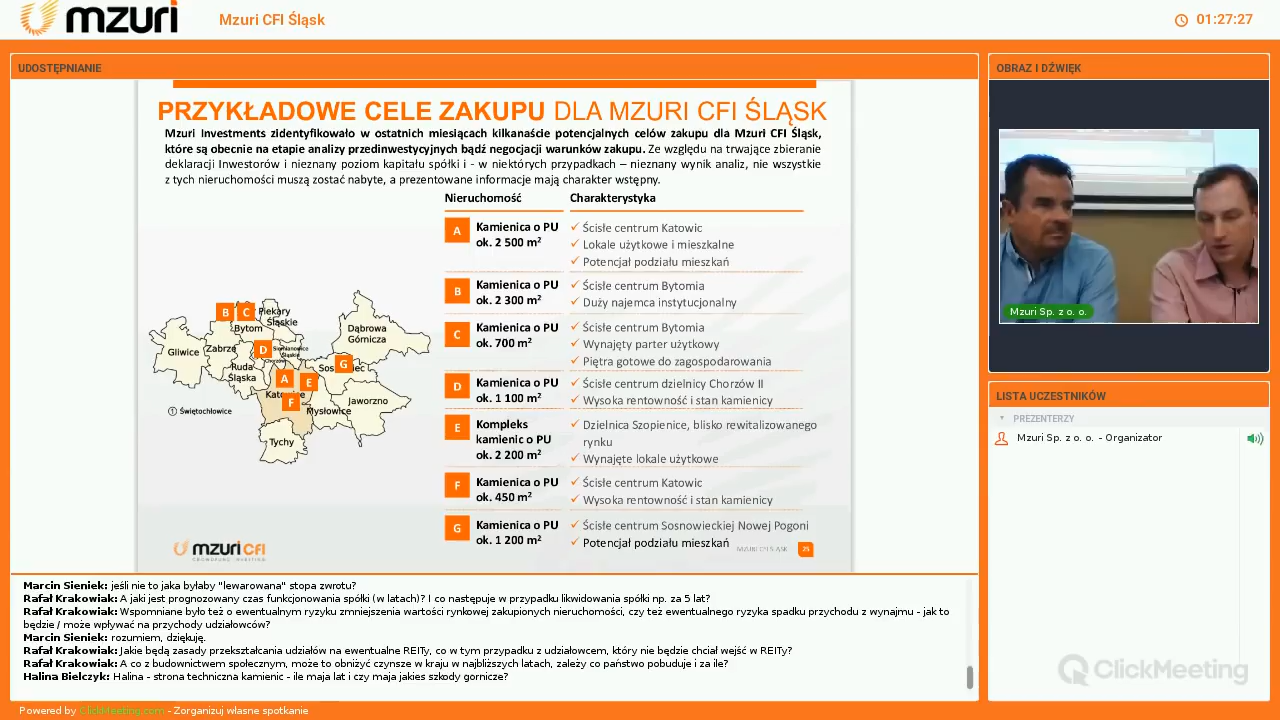 mzuri
Mzuri CFI Śląsk
01:27:27
UDOSTĘPNIANIE
PRZYKŁADOWE CELE ZAKUPU DLA MZURI CFI ŚLĄSK
Mzuri Investments zidentyfikowało w ostatnich miesiącach kilkanaście potencjalnych celów zakupu dla Mzuri CFI Śląsk,
które są obecnie na etapie analizy przedinwestycyjnych bądź negocjacji warunków zakupu. Ze względu na trwające zbieranie
deklaracji Inwestorów i nieznany poziom kapitału spółki i - w niektórych przypadkach – nieznany wynik analiz, nie wszystkie
z tych nieruchomości muszą zostać nabyte, a prezentowane informacje mają charakter wstępny.
Nieruchomość Charakterystyka
A Kamienica o PU
ok. 2 500 m²
✓ Ścisłe centrum Katowic
✓ Lokale użytkowe i mieszkalne
✓ Potencjał podziału mieszkań
B Kamienica o PU
ok. 2 300 m²
✓ Ścisłe centrum Bytomia
✓ Duży najemca instytucjonalny
C Kamienica o PU
ok. 700 m²
✓ Ścisłe centrum Bytomia
✓ Wynajęty parter użytkowy
✓ Piętra gotowe do zagospodarowania
D Kamienica o PU
ok. 1 100 m²
✓ Ścisłe centrum dzielnicy Chorzów II
✓ Wysoka rentowność i stan kamienicy
E Kompleks
kamienic o PU
ok. 2 200 m²
✓ Dzielnica Szopienice, blisko rewitalizowanego
rynku
✓ Wynajęte lokale użytkowe
F Kamienica o PU
ok. 450 m²
✓ Ścisłe centrum Katowic
✓ Wysoka rentowność i stan kamienicy
G Kamienica o PU
ok. 1 200 m²
✓ Ścisłe centrum Sosnowieckiej Nowej Pogoni
✓ Potencjał podziału mieszkań
B C Piekary
Śląskie
Bytom
Dąbrowa
Górnicza
Gliwice
Zabrze
D
Siemianowice
Śląskie
Ruda
Śląska
G
A E
F
Jaworzno
Mysłowice
Świętochłowice
Tychy
mzuri CFI
CROWDFUND INVESTING
MZURI CFI ŚLĄSK 25
Marcin Sieniek: jeśli nie to jaka byłaby "lewarowana" stopa zwrotu?
Rafał Krakowiak: A jaki jest prognozowany czas funkcjonowania spółki (w latach)? I co następuje w przypadku likwidowania spółki np. za 5 lat?
Rafał Krakowiak: Wspomniane było też o ewentualnym ryzyku zmniejszenia wartości rynkowej zakupionych nieruchomości, czy też ewentualnego ryzyka spadku przychodu z wynajmu - jak to
będzie / może wpływać na przychody udziałowców?
Marcin Sieniek: rozumiem, dziękuję.
Rafał Krakowiak: Jakie będą zasady przekształcania udziałów na ewentualne REITy, co w tym przypadku z udziałowcem, który nie będzie chciał wejść w REITy?
Rafał Krakowiak: A co z budownictwem społecznym, może to obniżyć czynsze w kraju w najbliższych latach, zależy co państwo pobuduje i za ile?
Halina Bielczyk: Halina - strona techniczna kamienic - ile maja lat i czy maja jakies szkody gornicze?
Powered by ClickMeeting.com - Zorganizuj własne spotkanie
OBRAZ I DŹWIĘK
Mzuri Sp. z o. o.
LISTA UCZESTNIKÓW
PREZENTERZY
Mzuri Sp. z o. o. - Organizator
ClickMeeting